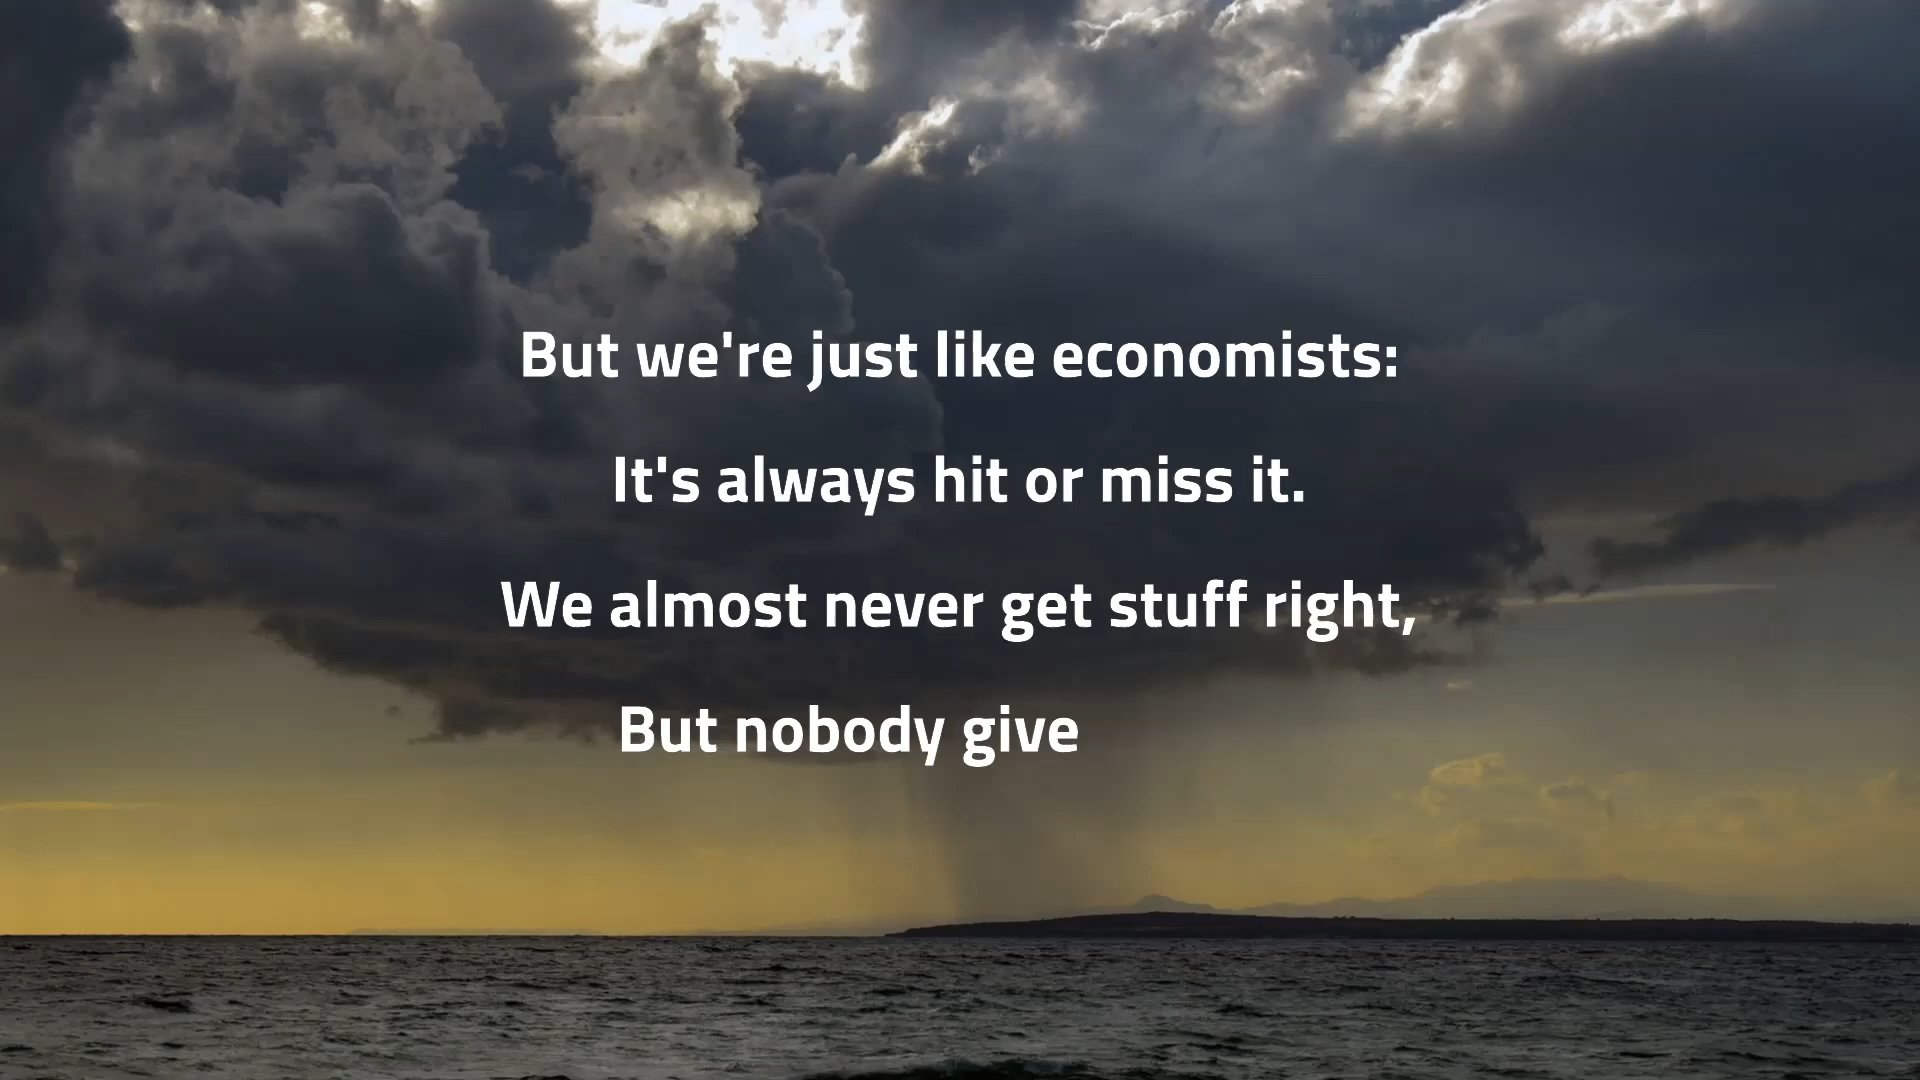 But we're just like economists:
It's always hit or miss it.
We almost never get stuff right,
But nobody give